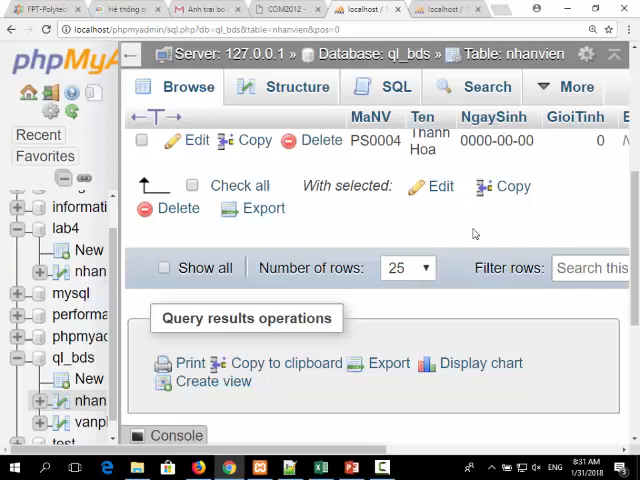 FPT-Polytec
Hệ thống q
Ảnh trai bo
COM2012 -
localhost /
localhost /
localhost/phpmyadmin/sql.php?db=ql_bds&table=nhanvien&pos=0
phpMyA
Server: 127.0.0.1 » Database: ql_bds » Table: nhanvien
Browse
Structure
SQL
Search
More
Recent
Favorites
MaNV
Ten
NgaySinh
GioiTinh
Edit
Copy
Delete
PS0004
Thanh
Hoa
0000-00-00
0
Check all
With selected:
Edit
Copy
Delete
Export
Show all
Number of rows:
25
Filter rows:
Search this
Query results operations
Print
Copy to clipboard
Export
Display chart
Create view
Console
informati
lab4
New
nhan
mysql
performa
phpmyad
ql_bds
New
nhan
vanp
test
8:31 AM
1/31/2018